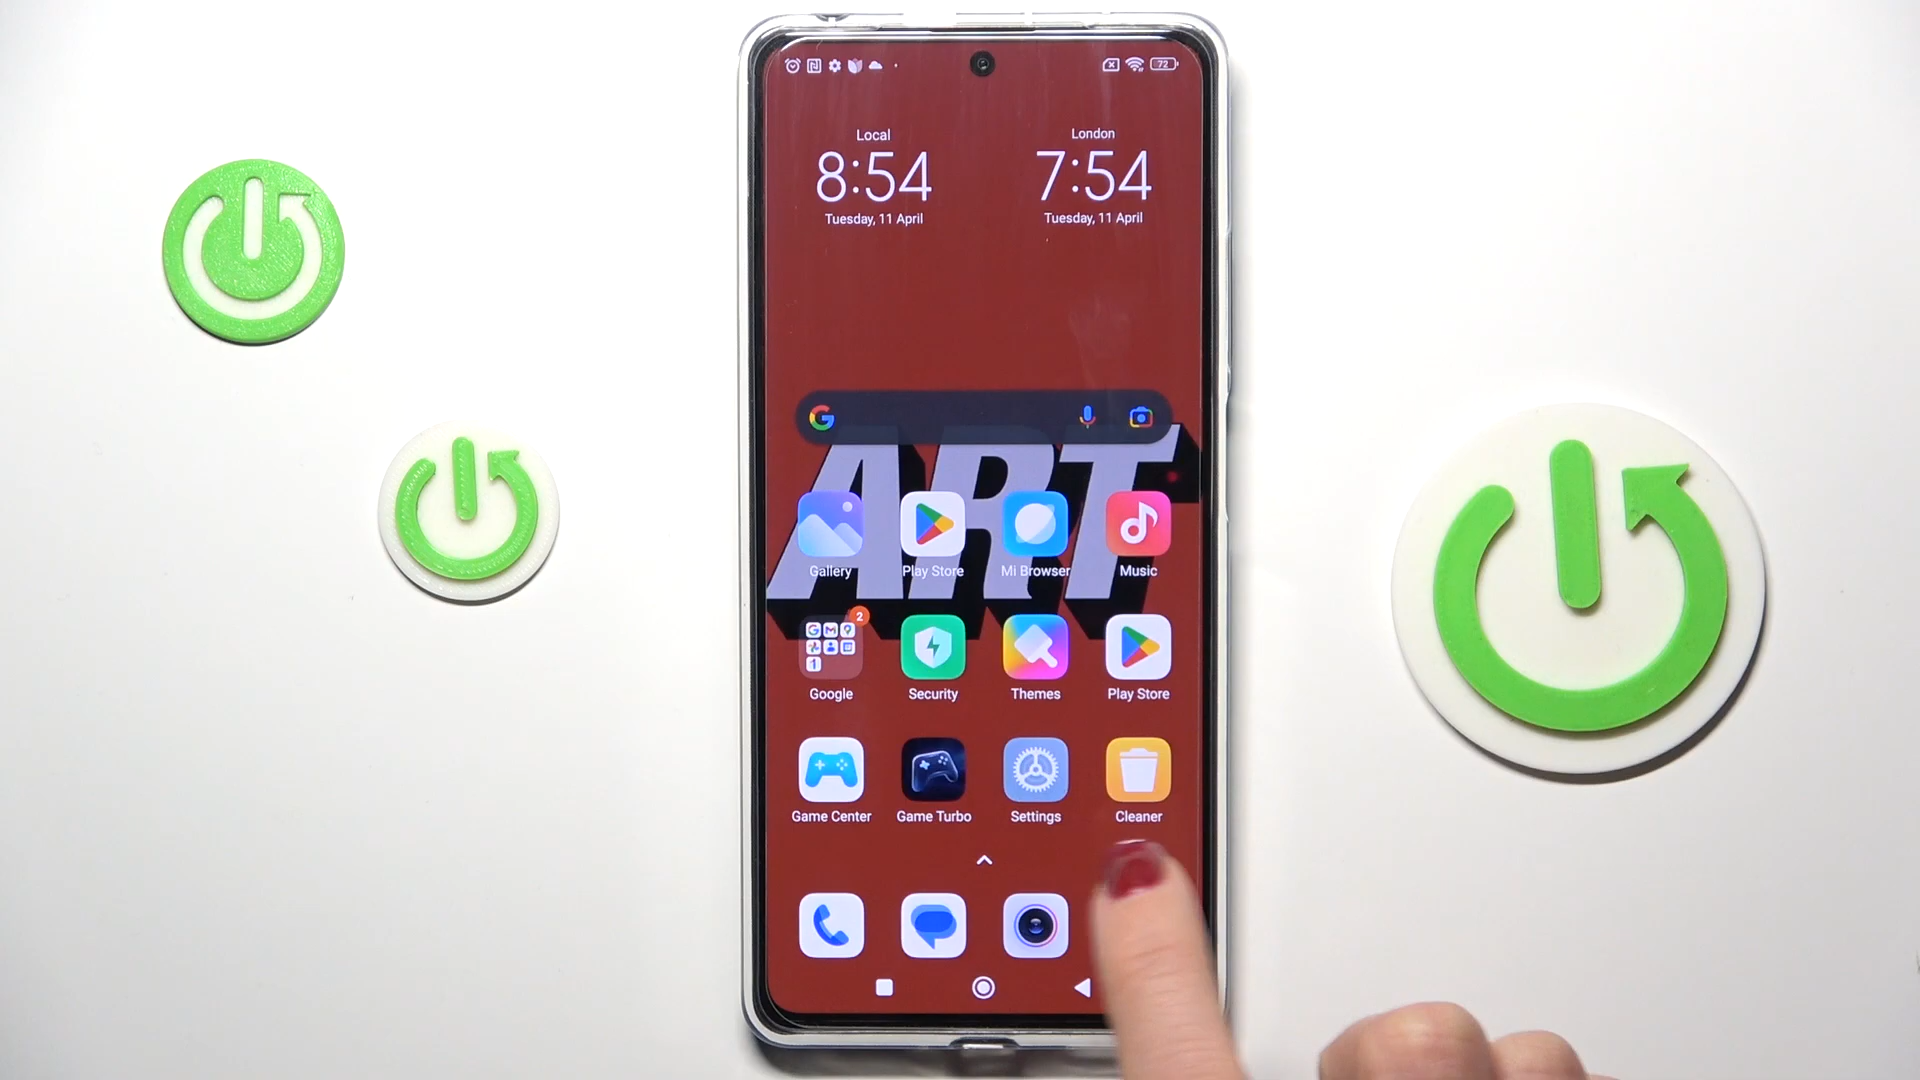 72
Local
London
8:54
7:54
Tuesday, 11 April
Tuesday, 11 April
ART
Gallery
Play Store
Mi Browser
Music
2
Google
Security
Themes
Play Store
Game Center
Game Turbo
Settings
Cleaner